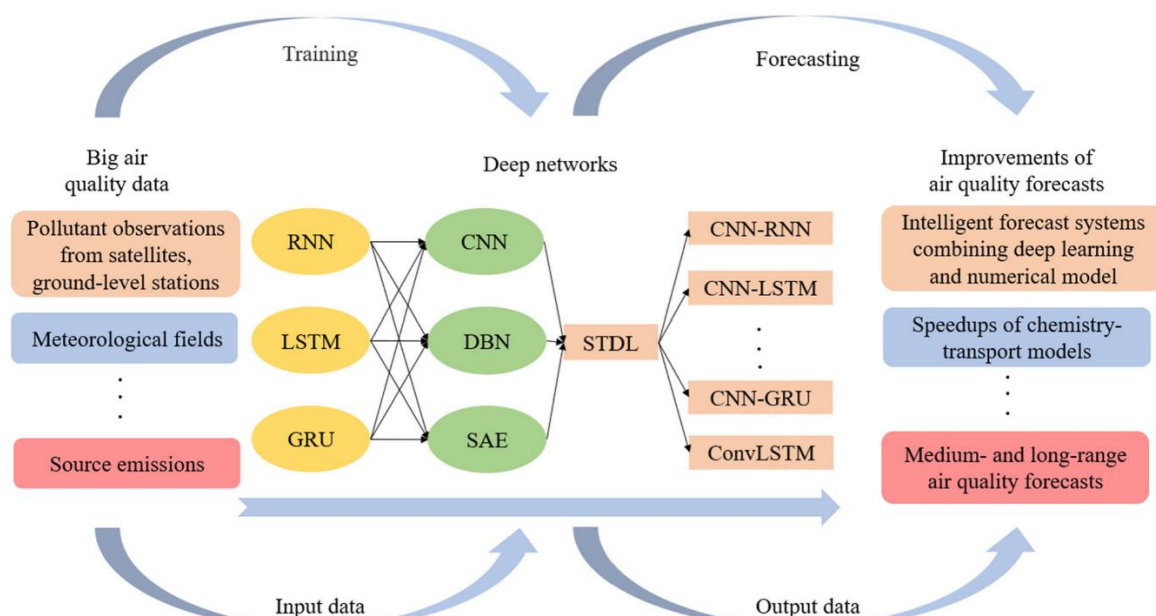 Training
Forecasting
Big air
quality data
Deep networks
Improvements of
air quality forecasts
Pollutant observations
from satellites,
ground-level stations
Meteorological fields
Source emissions
RNN
LSTM
GRU
CNN
DBN
SAE
STDL
CNN-RNN
CNN-LSTM
CNN-GRU
ConvLSTM
Intelligent forecast systems
combining deep learning
and numerical model
Speedups of chemistry-
transport models
Medium- and long-range
air quality forecasts
Input data
Output data